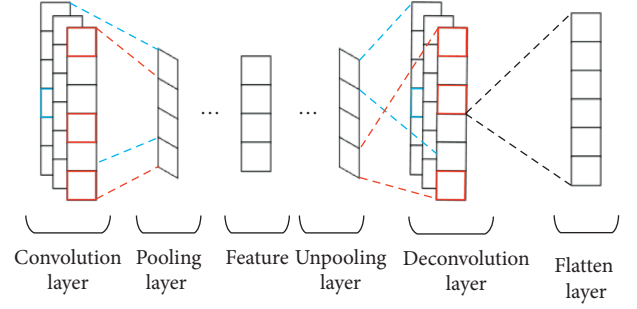 ... ...
Convolution
layer
Pooling
layer
Feature
Unpooling
layer
Deconvolution
layer
Flatten
layer